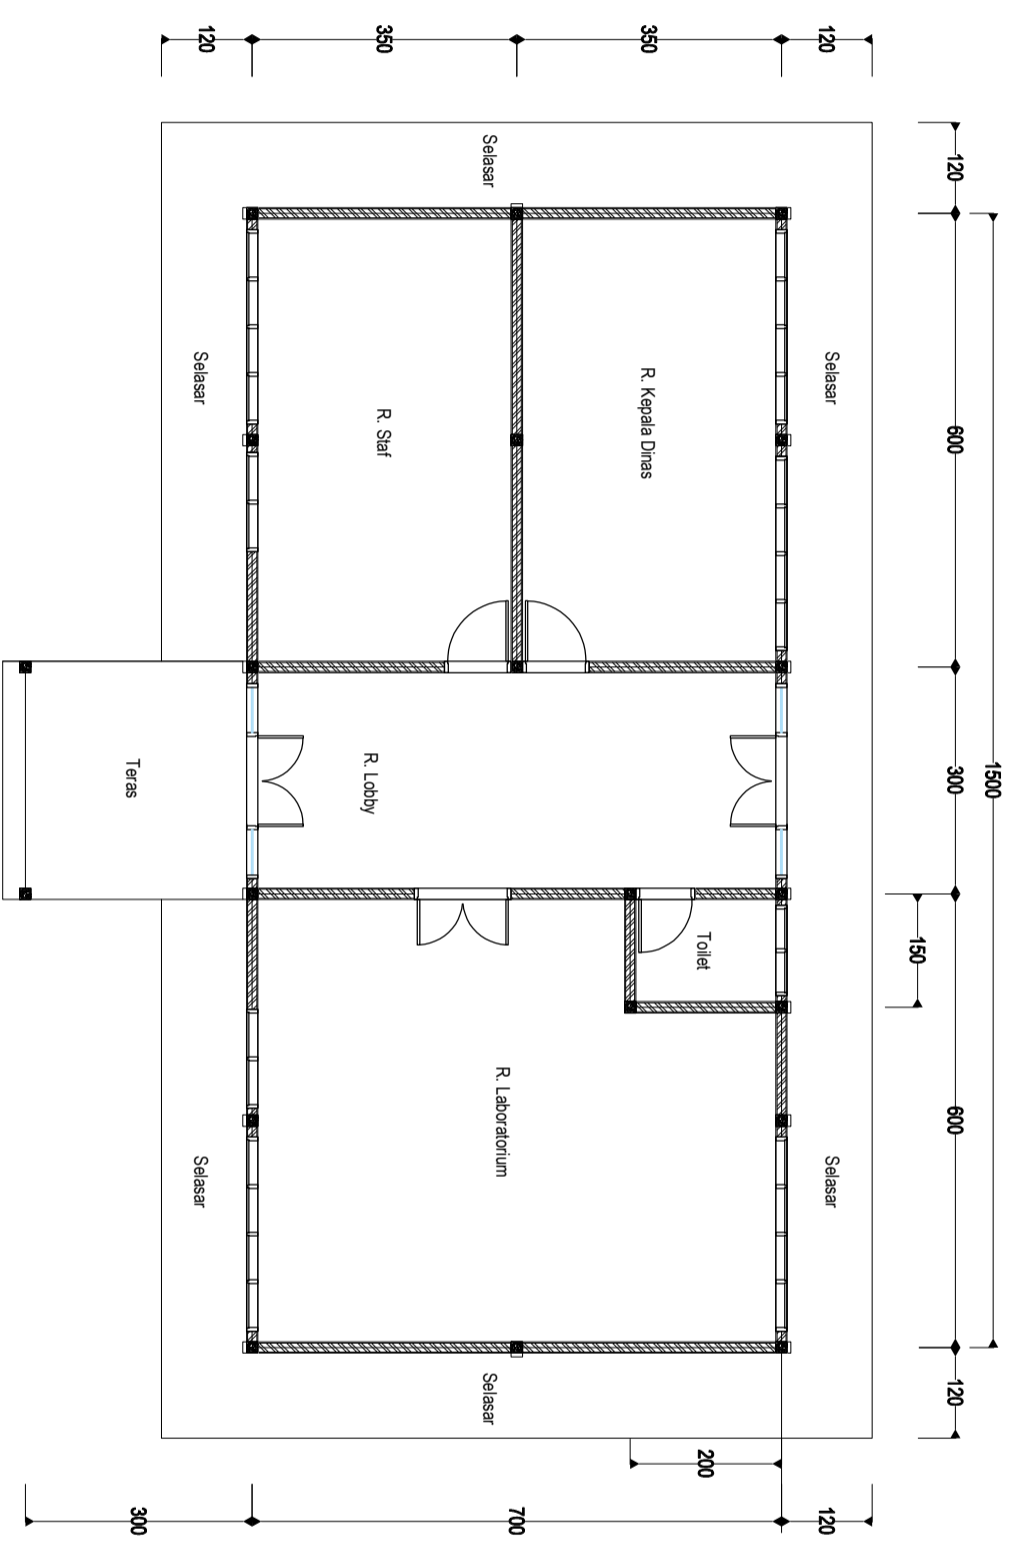 1500
120
600
300
600
120
150
120
Selasar
Selasar
120
Toilet
200
350
R. Kepala Dinas
700
R. Laboratorium
Selasar
Selasar
350
R. Staf
R. Lobby
120
Selasar
Selasar
300
Teras